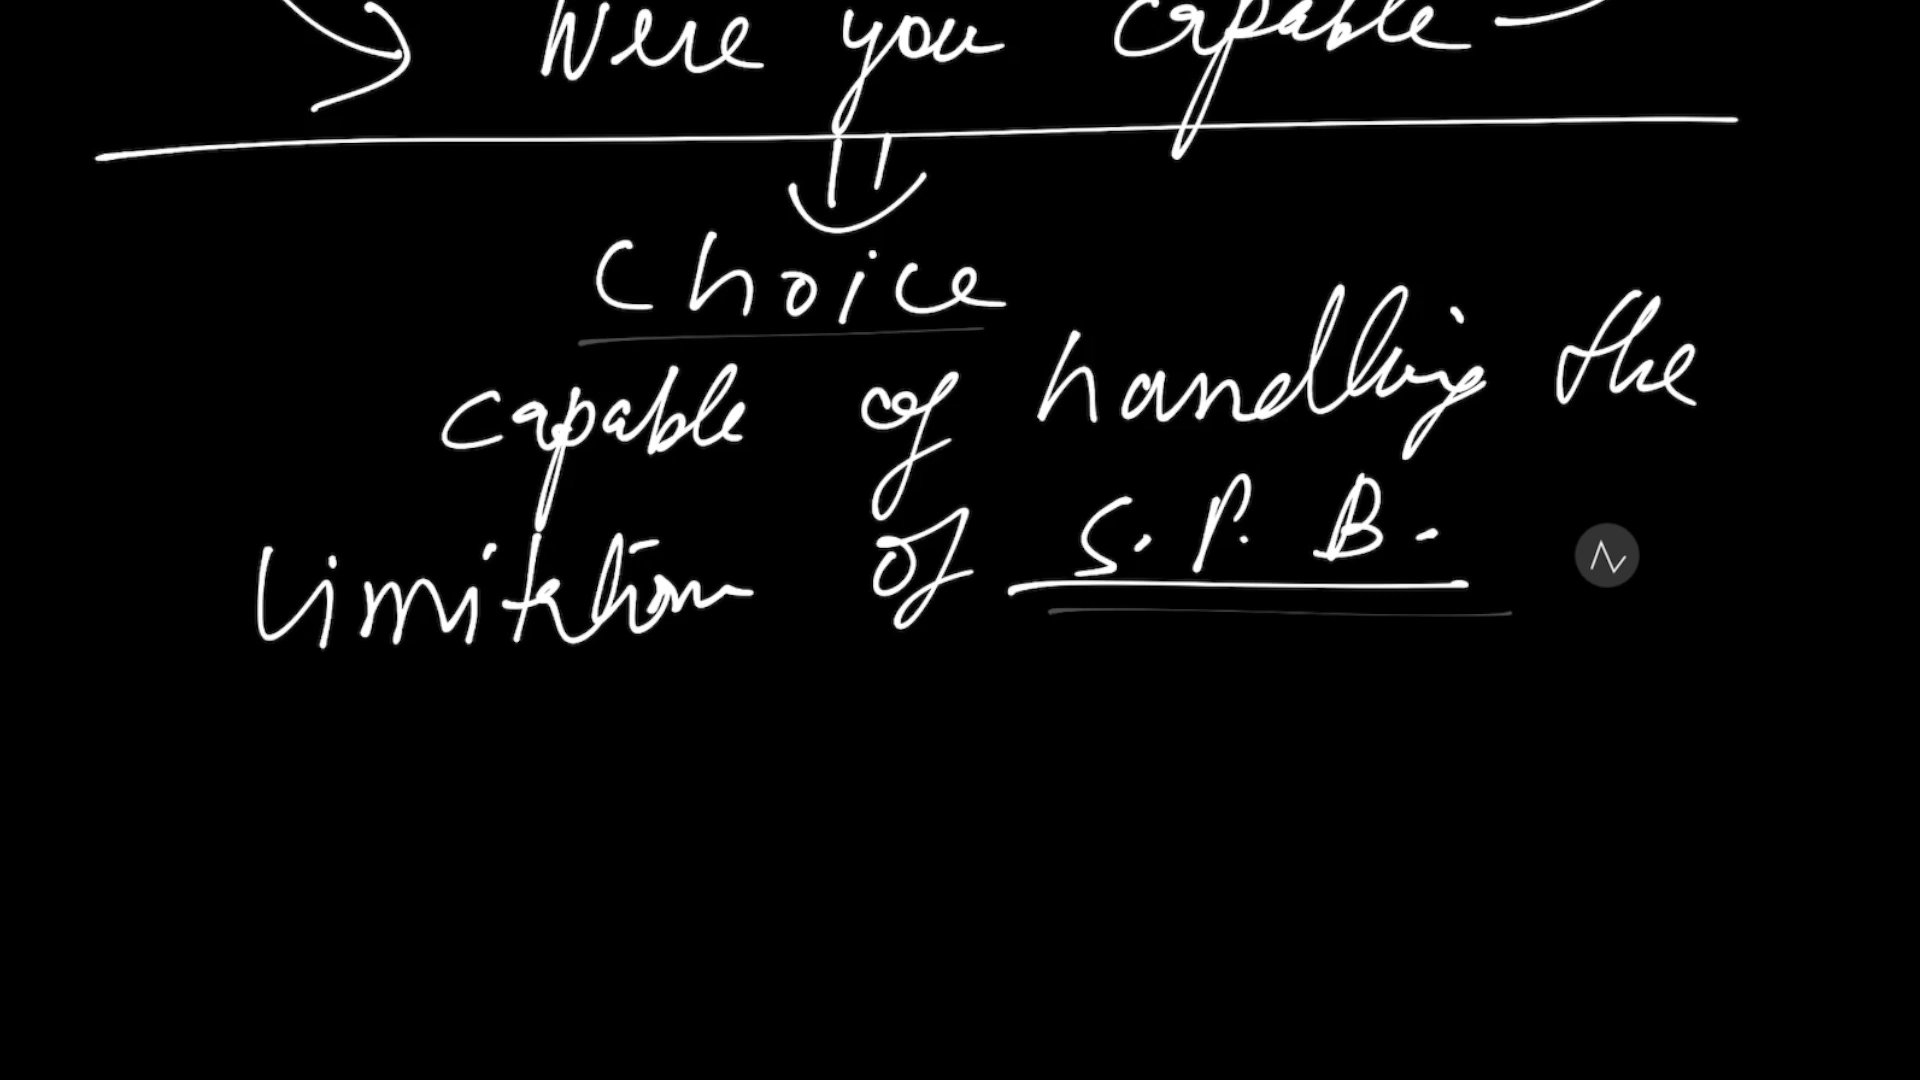 Were you capable
Choice
capable of handling the
limitation of S. P. B.